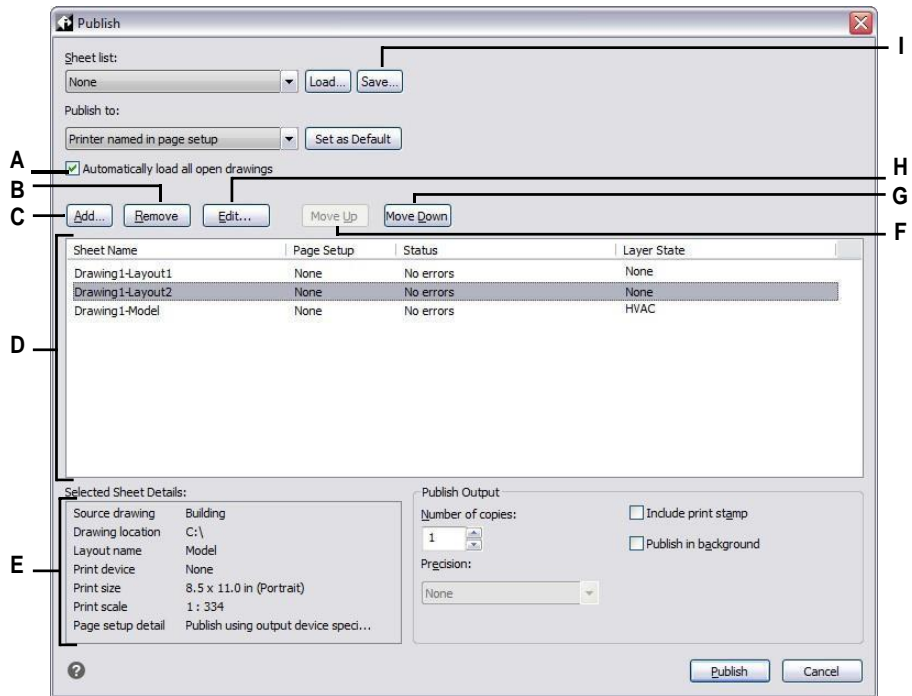 Publish
Sheet list:
None Load... Save...
I
Publish to:
Printer named in page setup Set as Default
A
Automatically load all open drawings
B
H
G
C
Add... Remove Edit... Move Up Move Down
F
Sheet Name Page Setup Status Layer State
Drawing1-Layout1 None No errors None
Drawing1-Layout2 None No errors None
Drawing1-Model None No errors HVAC
D
Selected Sheet Details:
Source drawing Building
Drawing location C:\
Layout name Model
Print device None
Print size 8.5 x 11.0 in (Portrait)
Print scale 1 : 334
Page setup detail Publish using output device speci...
E
Publish Output
Number of copies:
1
Precision:
None
Include print stamp
Publish in background
?
Publish Cancel